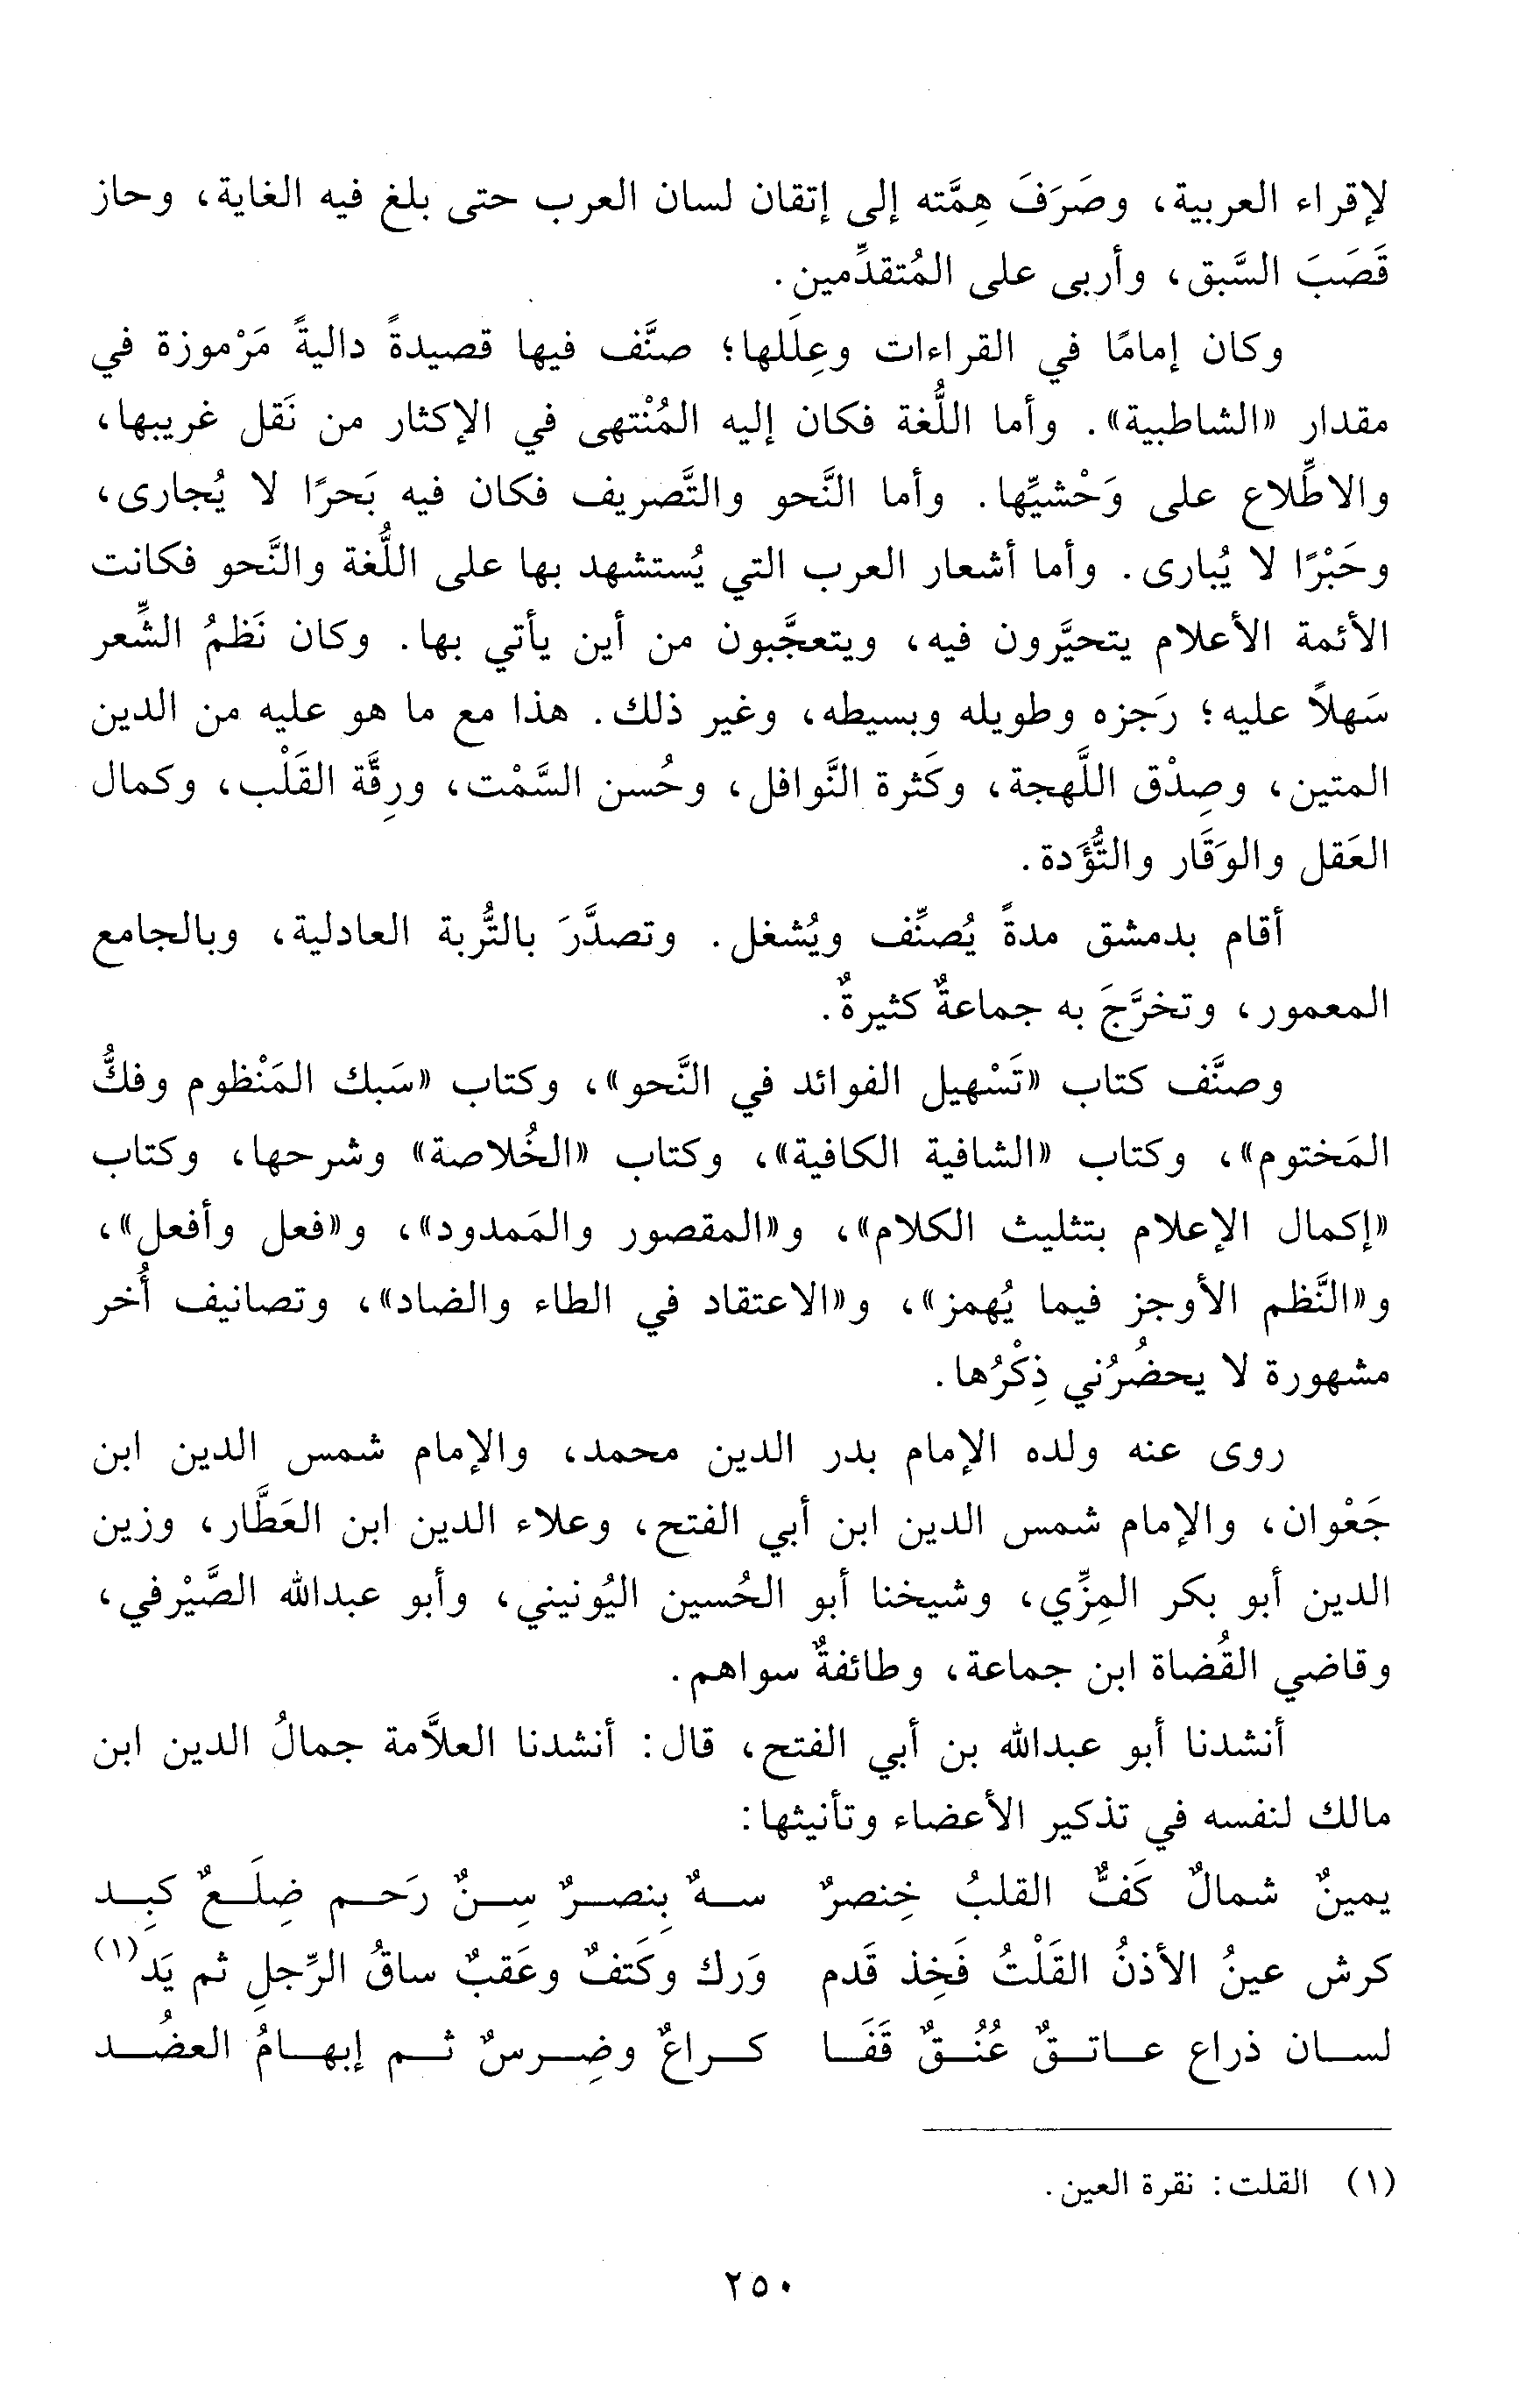 لإقراء العربية، وصَرَفَ هِمَّته إلى إتقان لسان العرب حتى بلغ فيه الغاية، وحاز
قَصَبَ السَّبق، وأربى على المُتقدِّمين.
وكان إمامًا في القراءات وعِلَلها؛ صنَّف فيها قصيدةً داليةً مَرْموزة في
مقدار «الشاطبية». وأما اللُّغة فكان إليه المُنْتهى في الإكثار من نَقل غريبها،
والاطِّلاع على وَحْشيِّها. وأما النَّحو والتَّصريف فكان فيه بَحرًا لا يُجارى،
وحَبْرًا لا يُبارى. وأما أشعار العرب التي يُستشهد بها على اللُّغة والنَّحو فكانت
الأئمة الأعلام يتحيَّرون فيه، ويتعجَّبون من أين يأتي بها. وكان نَظمُ الشِّعر
سَهلاً عليه؛ رَجزه وطويله وبسيطه، وغير ذلك. هذا مع ما هو عليه من الدين
المتين، وصِدْق اللَّهجة، وكَثرة النَّوافل، وحُسن السَّمْت، ورِقَّة القَلْب، وكمال
العَقل والوَقَار والتُّؤَدة.
أقام بدمشق مدةً يُصنِّف ويُشغل. وتصدَّرَ بالتُّربة العادلية، وبالجامع
المعمور، وتخرَّجَ به جماعةٌ كثيرةٌ.
وصنَّف كتاب «تَسْهيل الفوائد في النَّحو»، وكتاب «سَبك المَنْظوم وفكُّ
المَختوم»، وكتاب «الشافية الكافية»، وكتاب «الخُلاصة» وشرحها، وكتاب
«إكمال الإعلام بتثليث الكلام»، و«المقصور والمَمدود»، و«فعل وأفعل»،
و«النَّظم الأوجز فيما يُهمز»، و«الاعتقاد في الطاء والضاد»، وتصانيف أُخر
مشهورة لا يحضُرُني ذِكْرُها.
روى عنه ولده الإمام بدر الدين محمد، والإمام شمس الدين ابن
جَعْوان، والإمام شمس الدين ابن أبي الفتح، وعلاء الدين ابن العَطَّار، وزين
الدين أبو بكر المِزِّي، وشيخنا أبو الحُسين اليُونيني، وأبو عبدالله الصَّيْرفي،
وقاضي القُضاة ابن جماعة، وطائفةٌ سواهم.
أنشدنا أبو عبدالله بن أبي الفتح، قال: أنشدنا العلاَّمة جمالُ الدين ابن
مالك لنفسه في تذكير الأعضاء وتأنيثها:
يمينٌ شمالٌ كَفٌّ القلبُ خِنصرٌ سهٌ بِنصرٌ سِنٌ رَحم ضِلَعٌ كَبِد
كرش عينُ الأذنُ القَلْتُ فَخِذ قَدم وَرك وكَتفٌ وعَقبٌ ساقُ الرِّجلِ ثم يَد(١)
لسان ذراع عاتقٌ عُنُقٌ قَفَا كراعٌ وضِرسٌ ثم إبهامُ العضُد
(١) القلت: نقرة العين.
٢٥٠